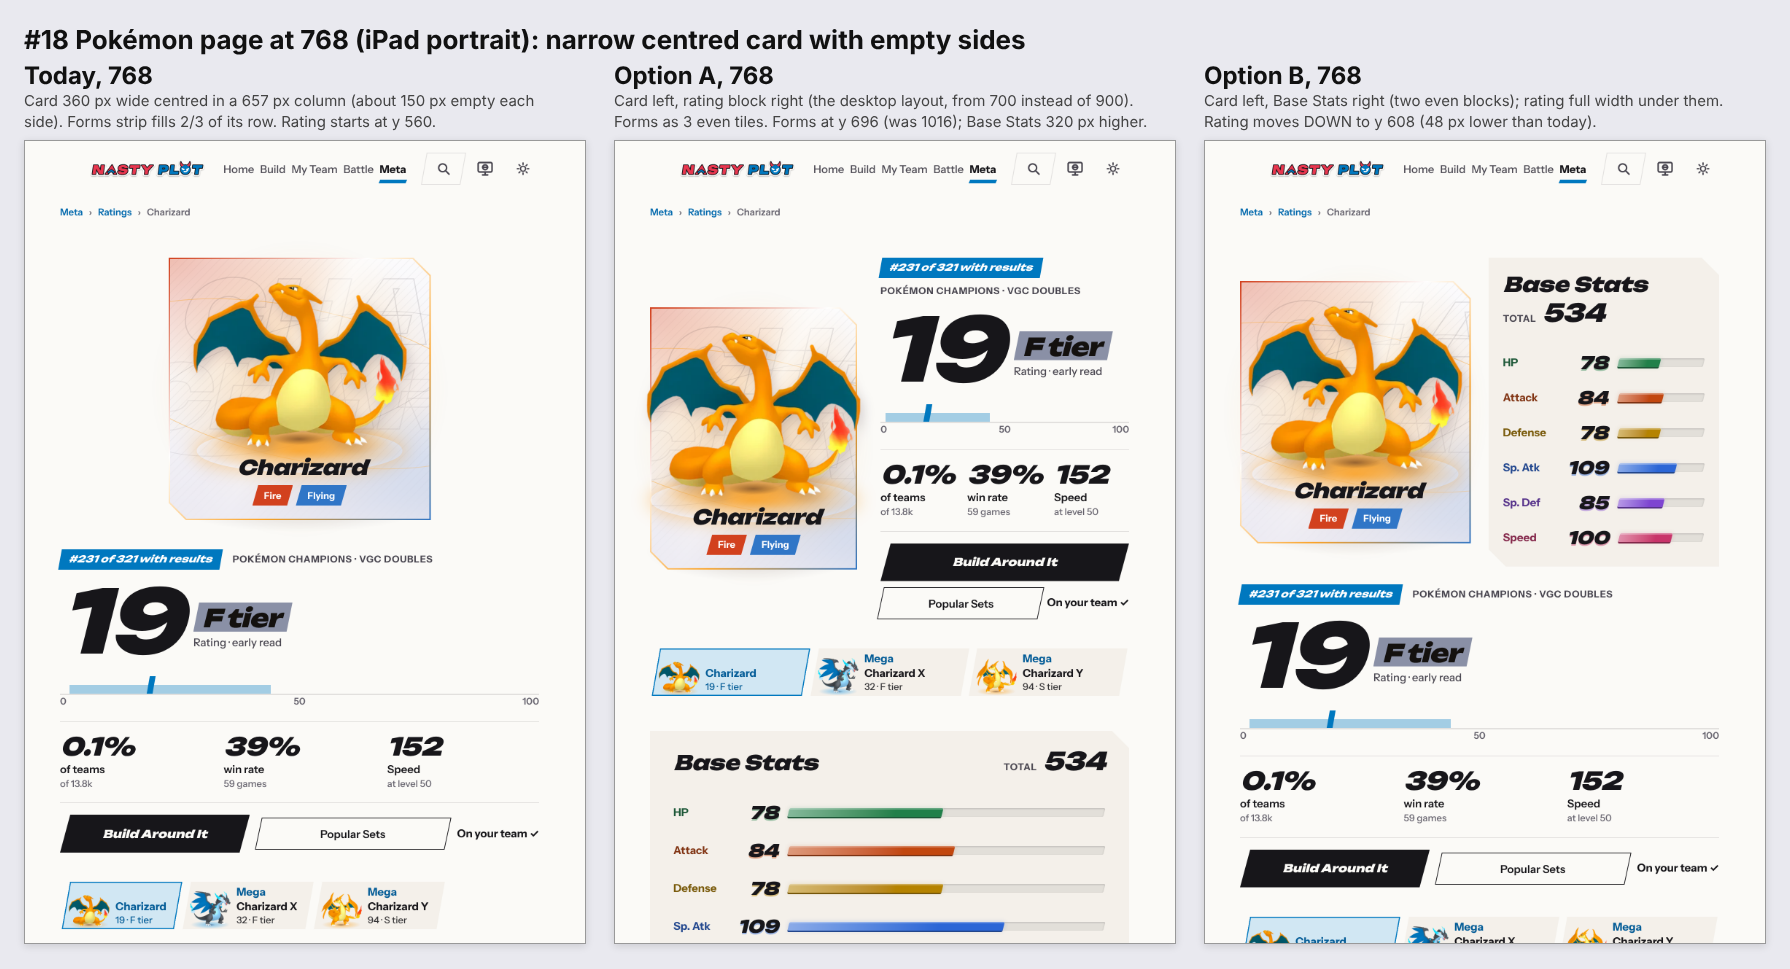 #18 Pokémon page at 768 (iPad portrait): narrow centred card with empty sides
Today, 768
Card 360 px wide centred in a 657 px column (about 150 px empty each
side). Forms strip fills 2/3 of its row. Rating starts at y 560.
NASTY PLOT
Home Build My Team Battle Meta
Meta › Ratings › Charizard
Charizard
Fire Flying
#231 of 321 with results POKÉMON CHAMPIONS · VGC DOUBLES
19 F tier
Rating · early read
0 50 100
0.1% 39% 152
of teams win rate Speed
of 13.8k 59 games at level 50
Build Around It Popular Sets On your team ✓
Charizard
19 · F tier
Mega
Charizard X
32 · F tier
Mega
Charizard Y
94 · S tier
Option A, 768
Card left, rating block right (the desktop layout, from 700 instead of 900).
Forms as 3 even tiles. Forms at y 696 (was 1016); Base Stats 320 px higher.
NASTY PLOT
Home Build My Team Battle Meta
Meta › Ratings › Charizard
Charizard
Fire Flying
#231 of 321 with results
POKÉMON CHAMPIONS · VGC DOUBLES
19 F tier
Rating · early read
0 50 100
0.1% 39% 152
of teams win rate Speed
of 13.8k 59 games at level 50
Build Around It
Popular Sets On your team ✓
Charizard
19 · F tier
Mega
Charizard X
32 · F tier
Mega
Charizard Y
94 · S tier
Base Stats TOTAL 534
HP 78
Attack 84
Defense 78
Sp. Atk 109
Option B, 768
Card left, Base Stats right (two even blocks); rating full width under them.
Rating moves DOWN to y 608 (48 px lower than today).
NASTY PLOT
Home Build My Team Battle Meta
Meta › Ratings › Charizard
Charizard
Fire Flying
Base Stats
TOTAL 534
HP 78
Attack 84
Defense 78
Sp. Atk 109
Sp. Def 85
Speed 100
#231 of 321 with results POKÉMON CHAMPIONS · VGC DOUBLES
19 F tier
Rating · early read
0 50 100
0.1% 39% 152
of teams win rate Speed
of 13.8k 59 games at level 50
Build Around It Popular Sets On your team ✓
Charizard
Mega
Charizard X
Mega
Charizard Y